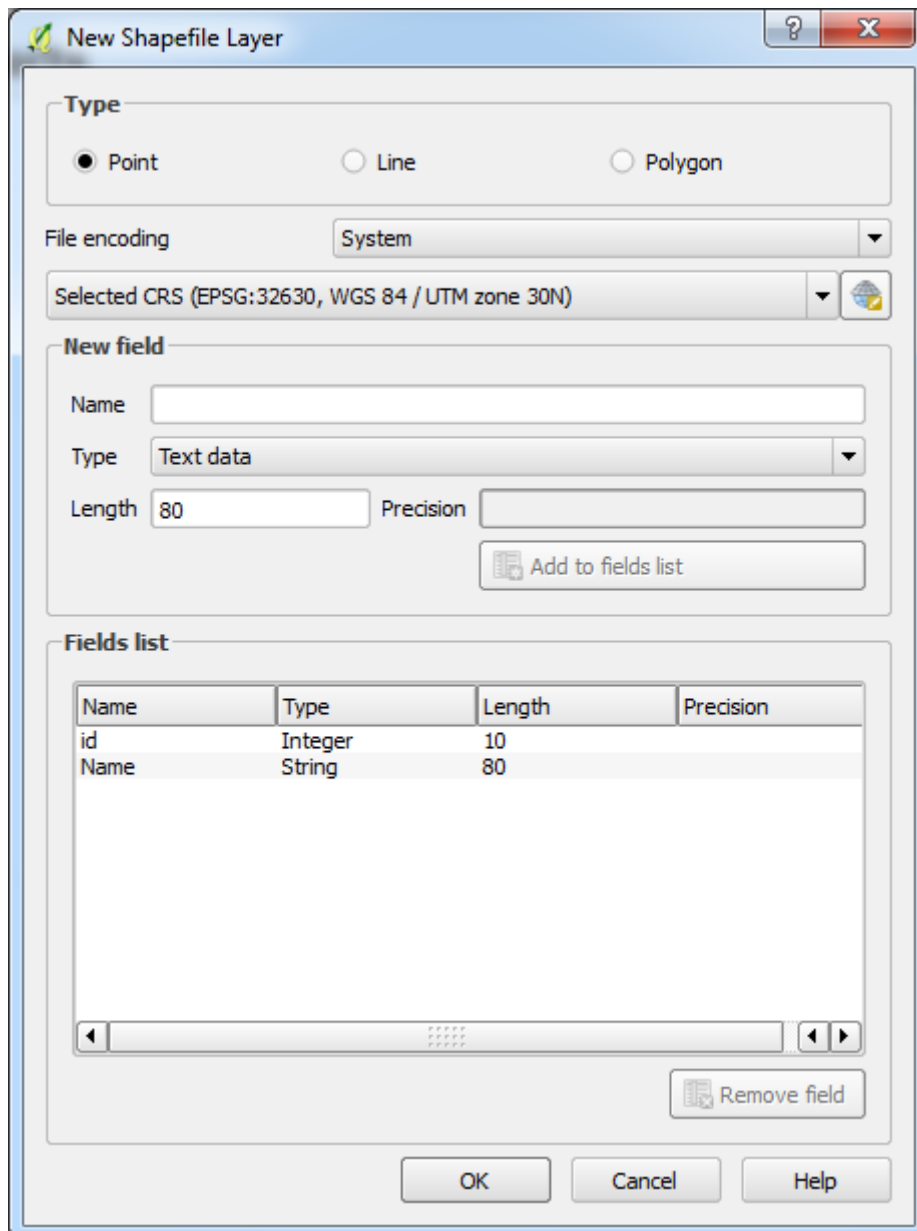 New Shapefile Layer
Type
Point Line Polygon
File encoding System
Selected CRS (EPSG:32630, WGS 84 / UTM zone 30N)
New field
Name
Type Text data
Length 80 Precision
Add to fields list
Fields list
Name Type Length Precision
id Integer 10
Name String 80
Remove field
OK Cancel Help